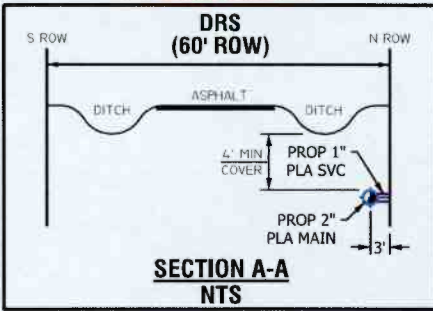 DRS
(60' ROW)
S ROW
N ROW
DITCH
ASPHALT
DITCH
4' MIN
COVER
PROP 1"
PLA SVC
PROP 2"
PLA MAIN
3'
SECTION A-A
NTS